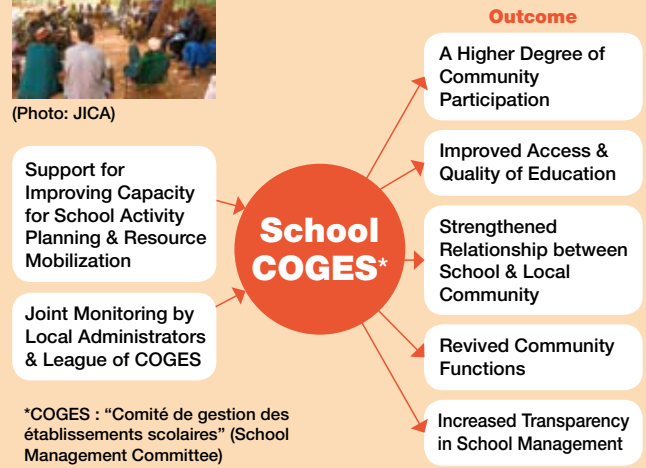 (Photo: JICA)
Support for
Improving Capacity
for School Activity
Planning & Resource
Mobilization
Joint Monitoring by
Local Administrators
& League of COGES
*COGES : “Comité de gestion des
établissements scolaires” (School
Management Committee)
School
COGES*
Outcome
A Higher Degree of
Community
Participation
Improved Access &
Quality of Education
Strengthened
Relationship between
School & Local
Community
Revived Community
Functions
Increased Transparency
in School Management